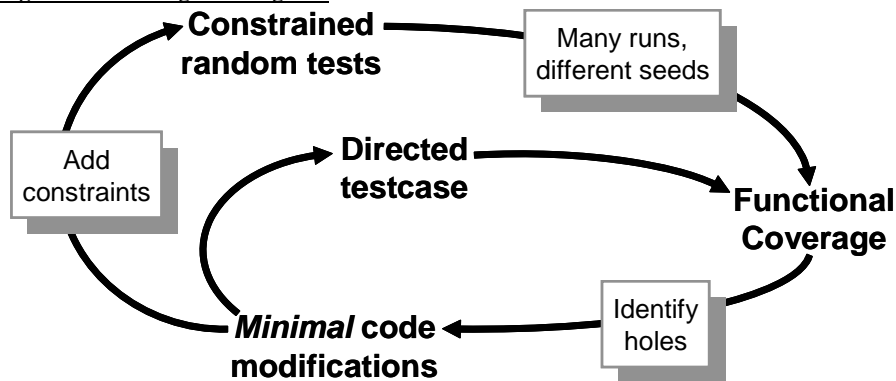 Constrained
random tests
Many runs,
different seeds
Add
constraints
Directed
testcase
Functional
Coverage
Identify
holes
Minimal code
modifications